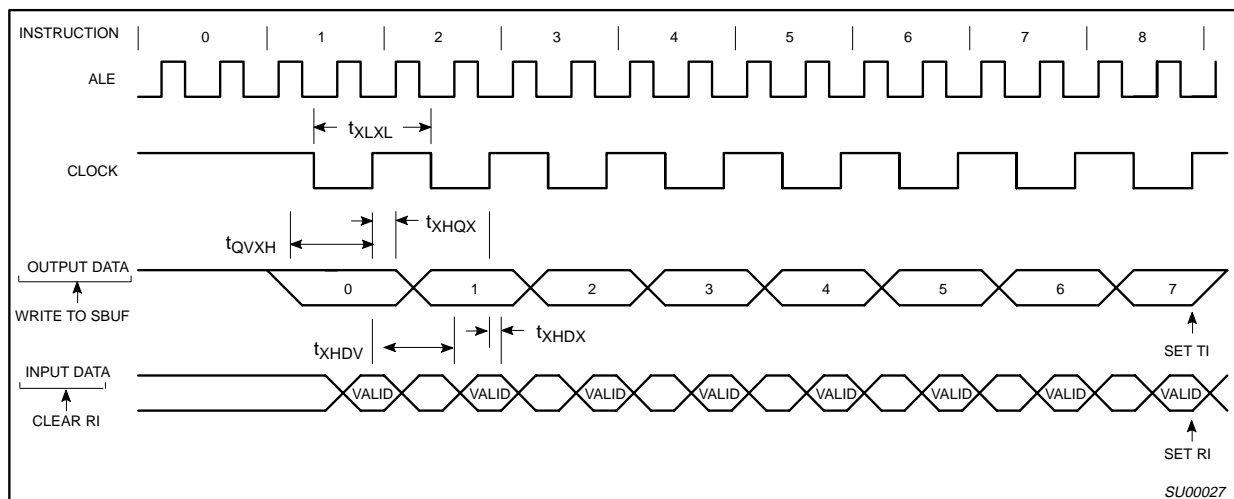 INSTRUCTION 0 1 2 3 4 5 6 7 8
ALE
tXLXL
CLOCK
tQVXH tXHQX
OUTPUT DATA
0 1 2 3 4 5 6 7
WRITE TO SBUF
tXHDV tXHDX
SET TI
INPUT DATA
VALID VALID VALID VALID VALID VALID VALID VALID
CLEAR RI
SET RI
SU00027